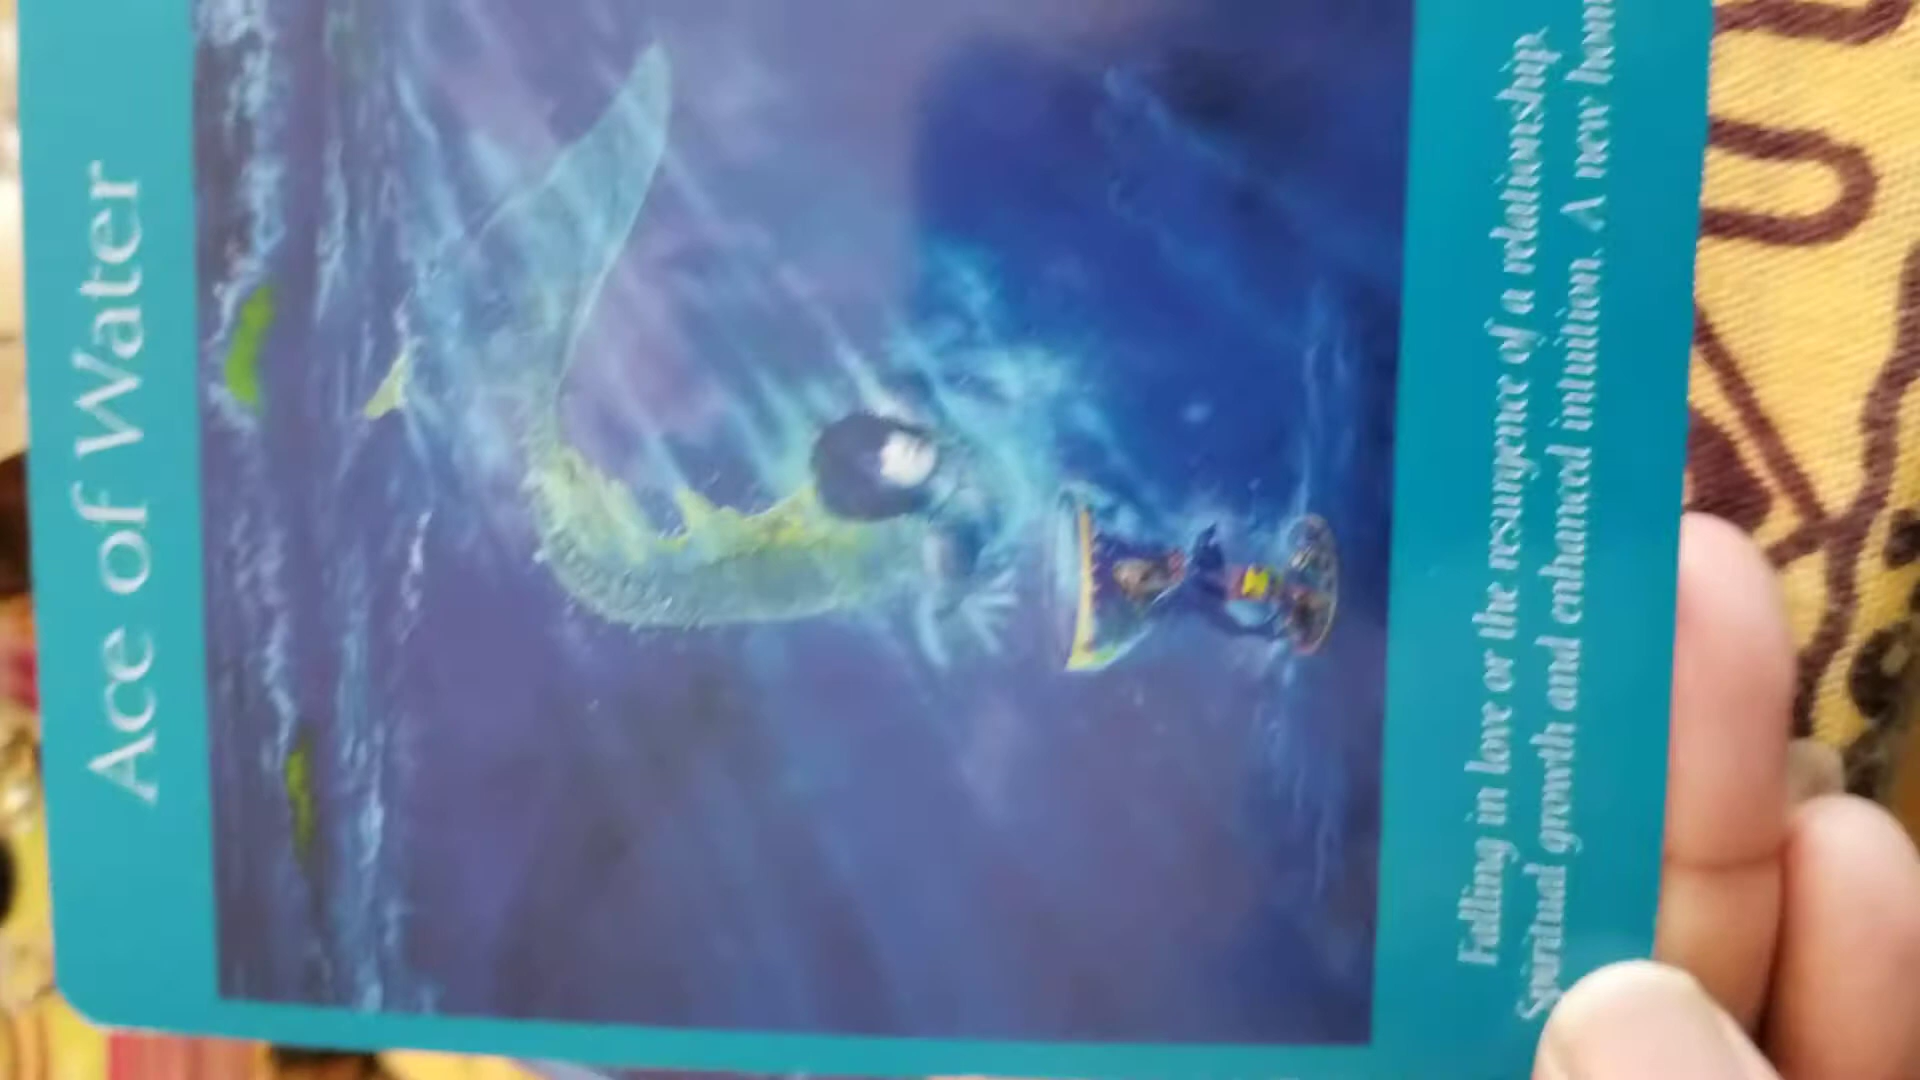 Ace of Water
Falling in love or the resurgence of a relationship.
Spiritual growth and enhanced intuition. A new